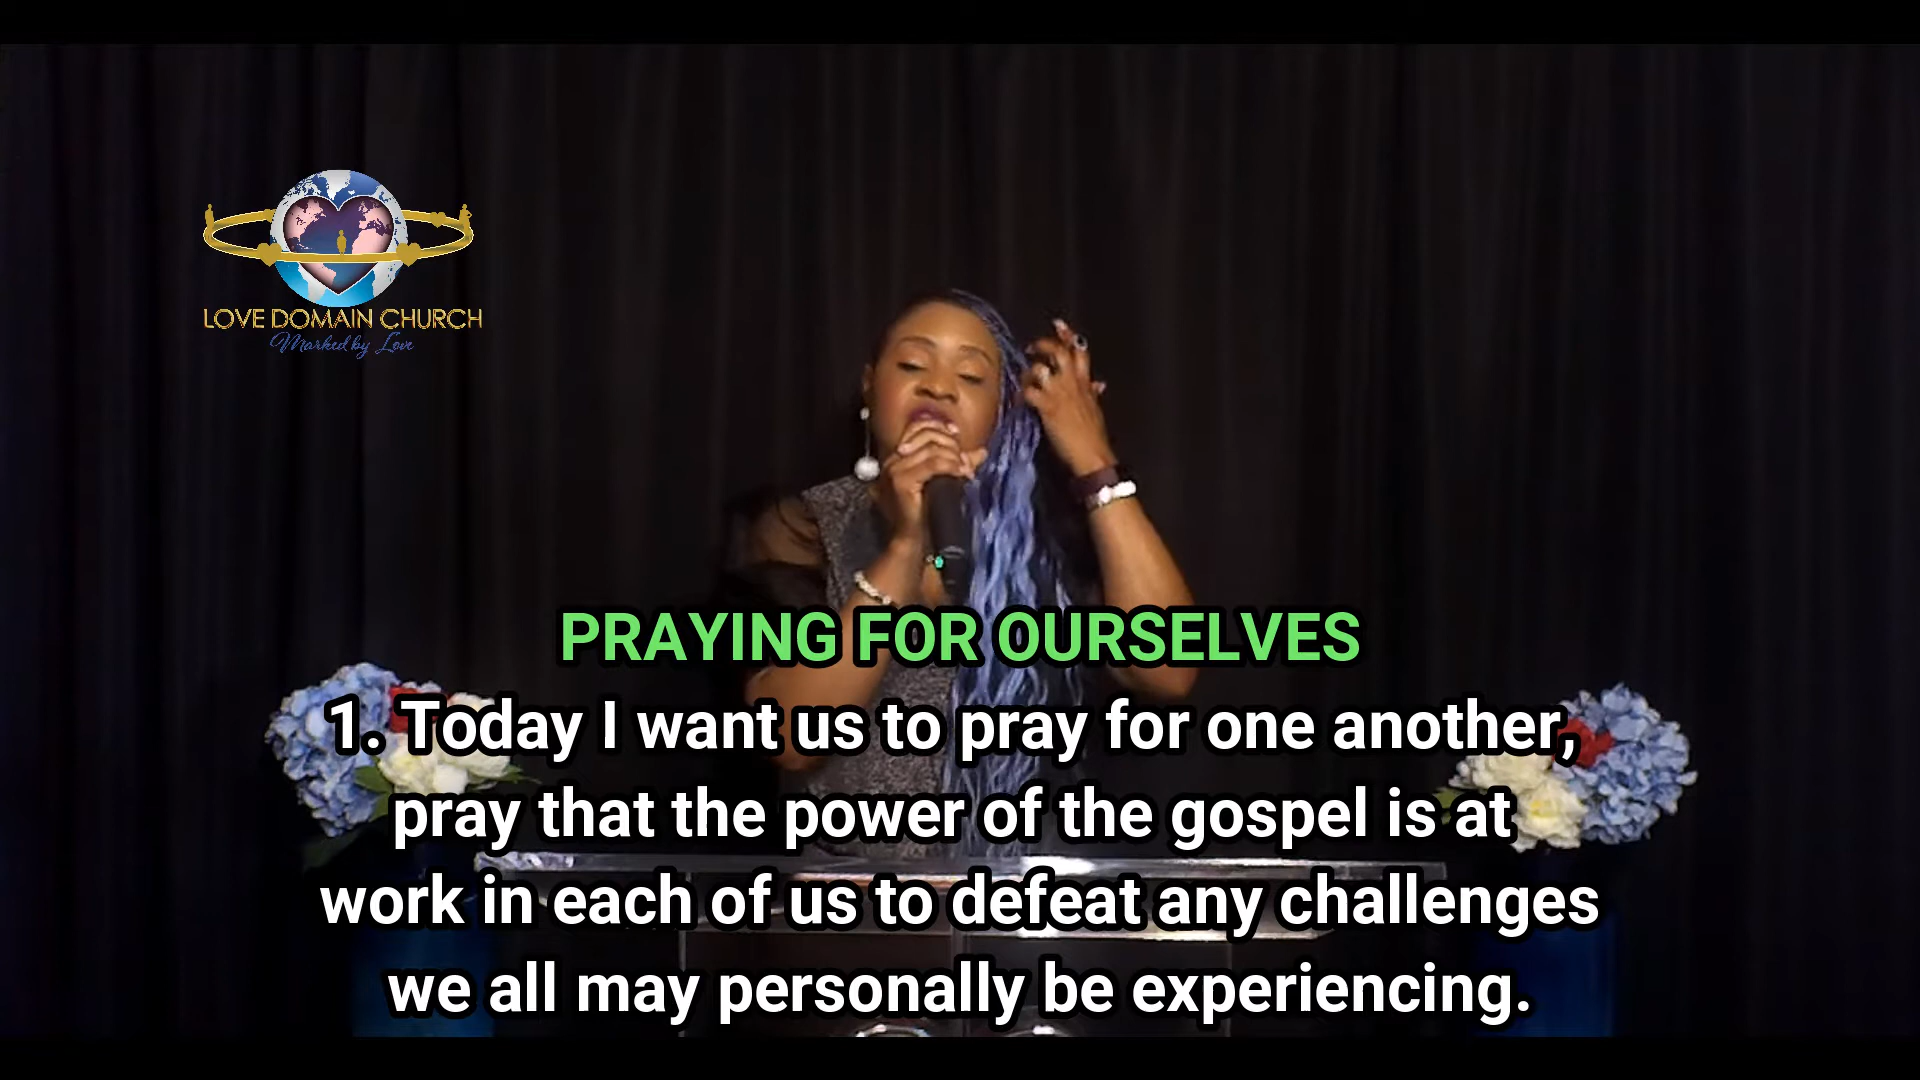 LOVE DOMAIN CHURCH
Marked by Love
PRAYING FOR OURSELVES
1. Today I want us to pray for one another,
pray that the power of the gospel is at
work in each of us to defeat any challenges
we all may personally be experiencing.